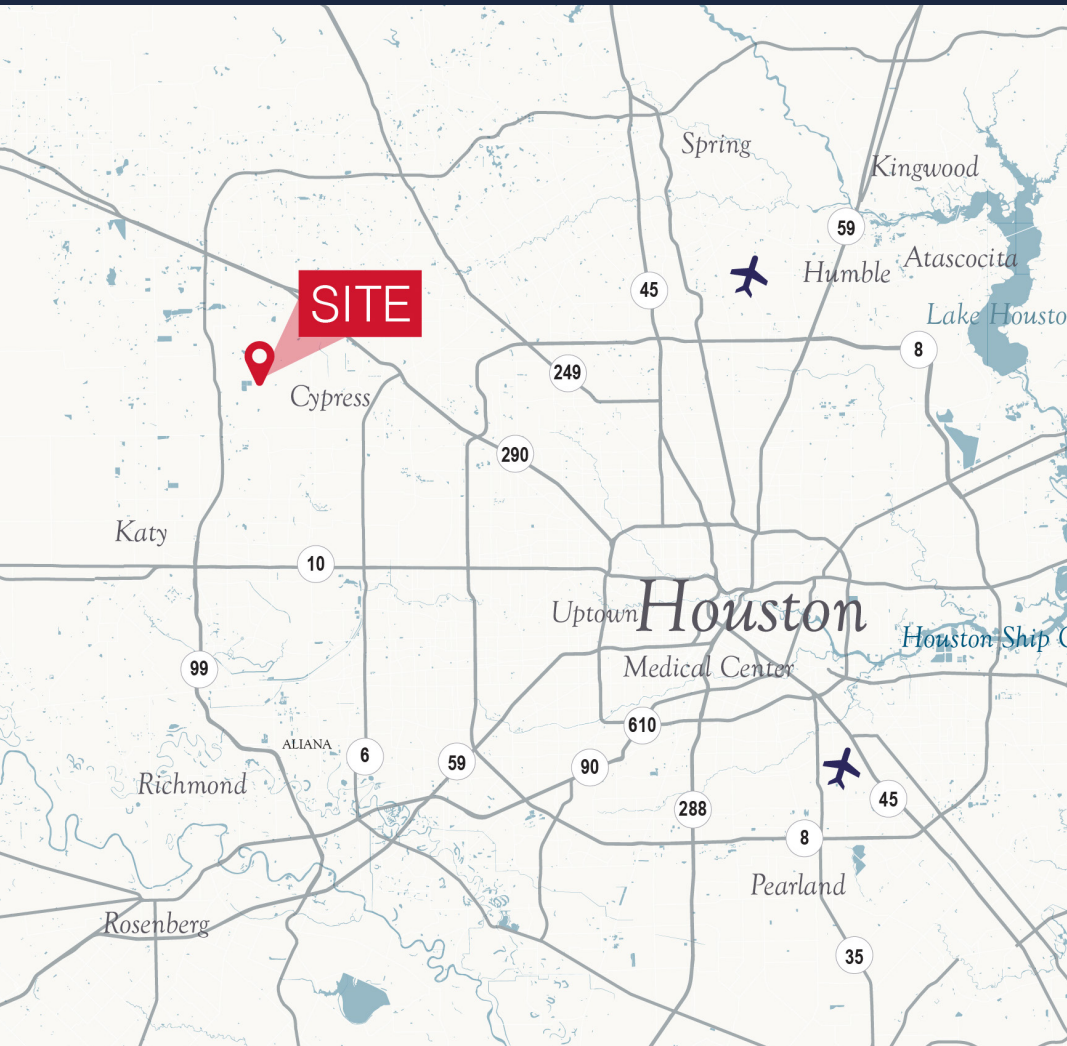 Spring
Kingwood
59
Humble
Atascocita
45
SITE
Lake Housto
8
249
Cypress
290
Katy
10
Uptown
Houston
Houston Ship C
Medical Center
99
610
ALIANA
6
59
90
Richmond
288
45
8
Pearland
Rosenberg
35